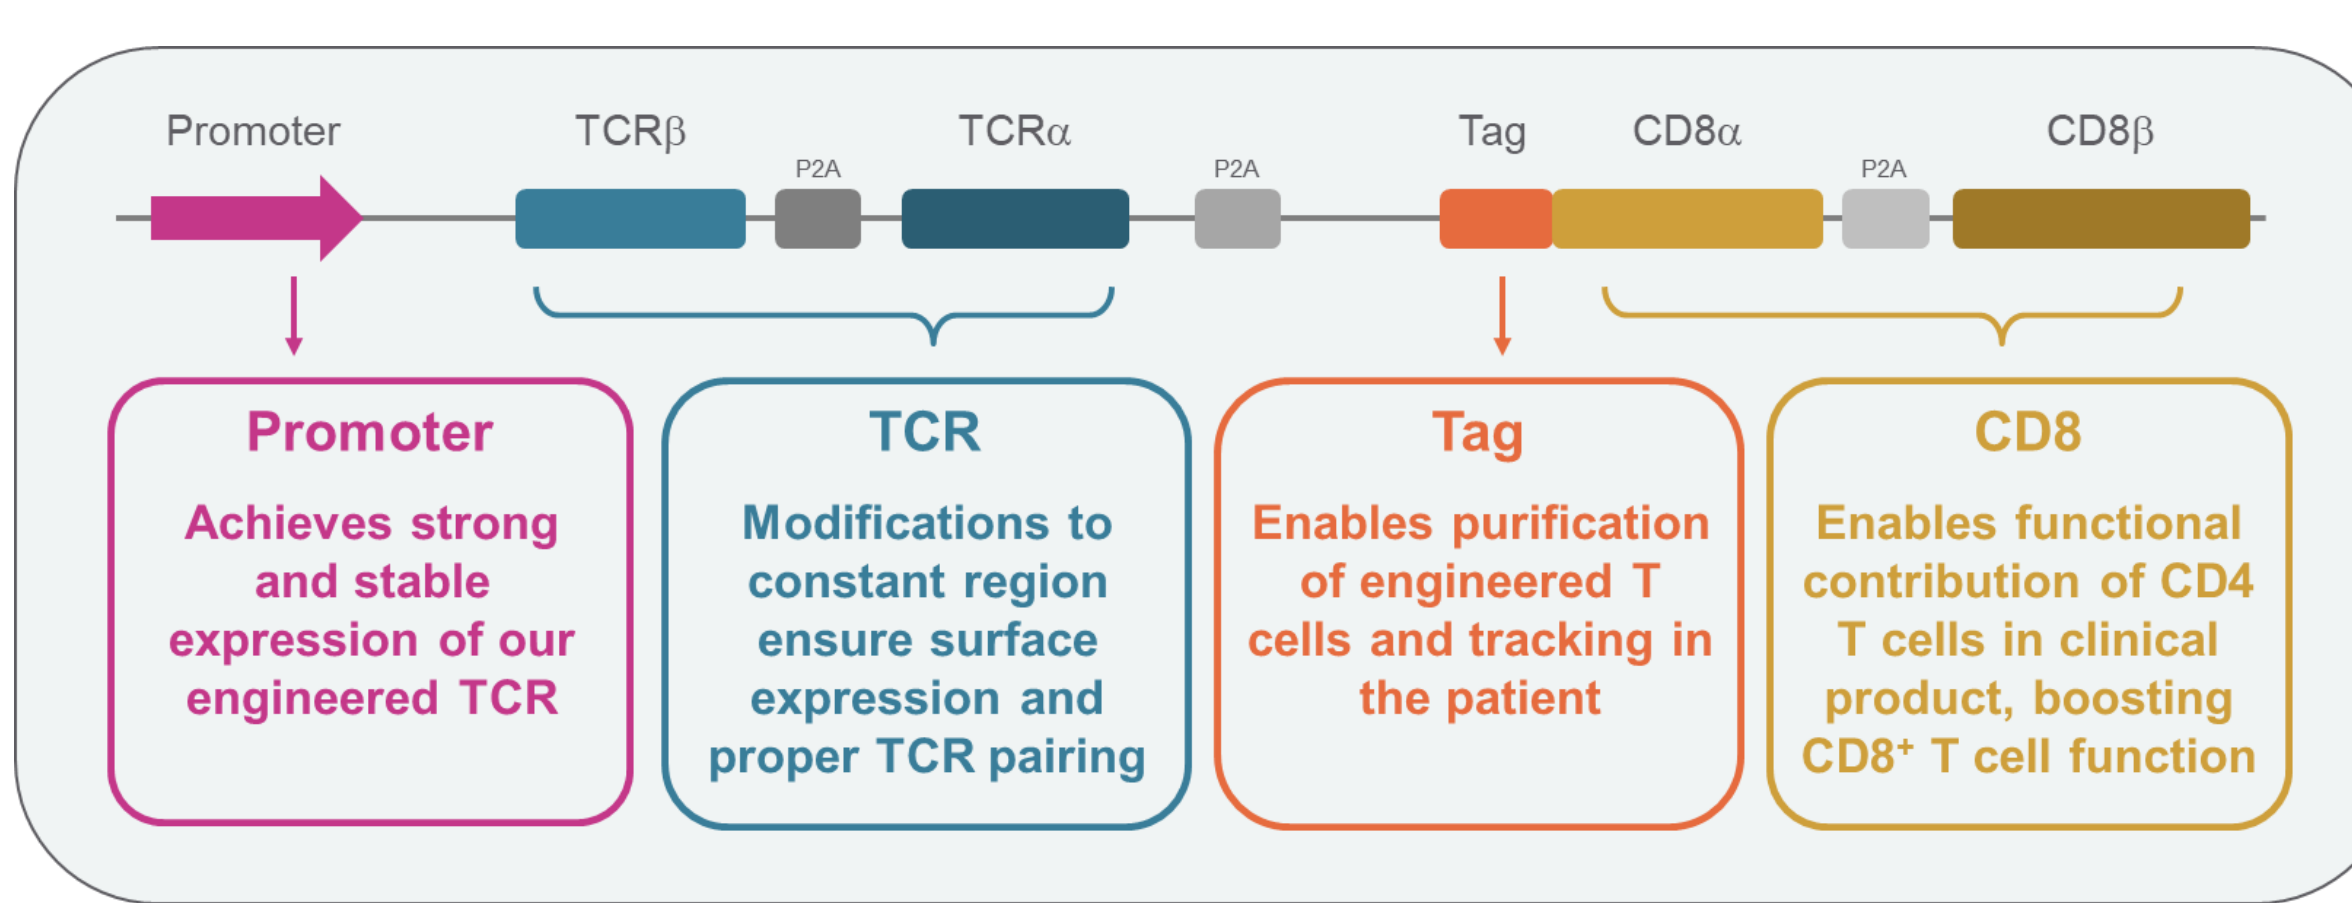 Promoter
TCRβ
P2A
TCRα
P2A
Tag
CD8α
P2A
CD8β
Promoter
Achieves strong
and stable
expression of our
engineered TCR
TCR
Modifications to
constant region
ensure surface
expression and
proper TCR pairing
Tag
Enables purification
of engineered T
cells and tracking in
the patient
CD8
Enables functional
contribution of CD4
T cells in clinical
product, boosting
CD8⁺ T cell function